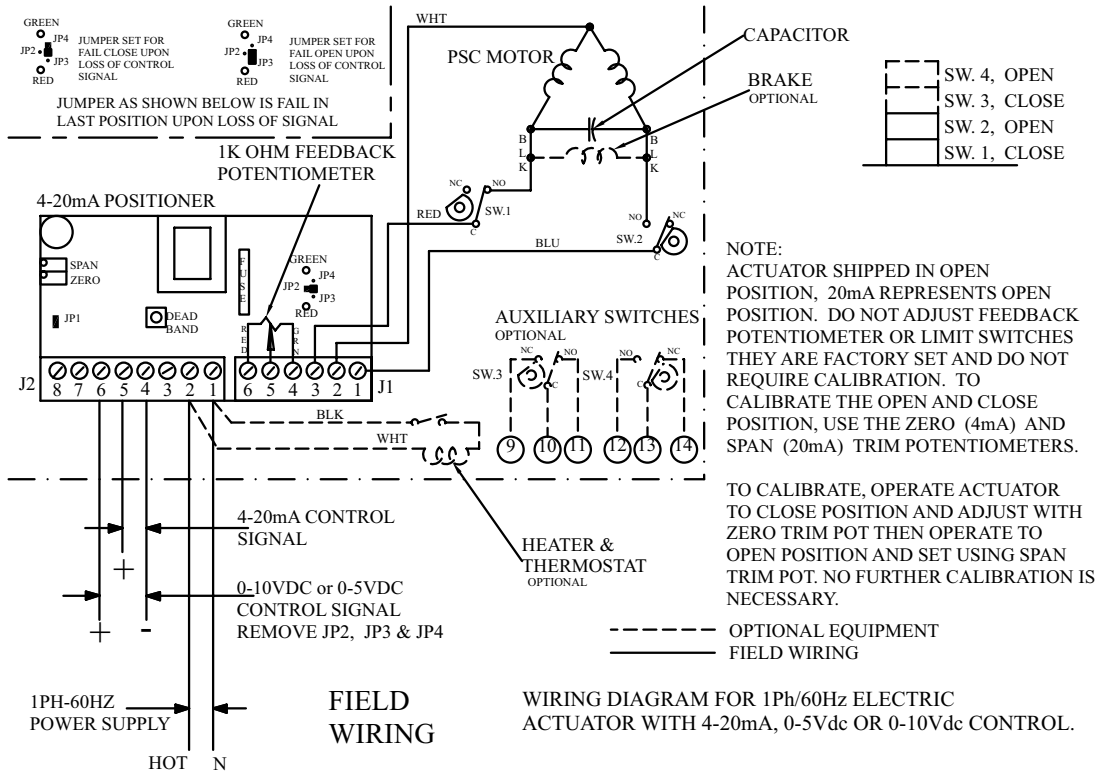 GREEN
JP4
JP2
JP3
RED
JUMPER SET FOR
FAIL CLOSE UPON
LOSS OF CONTROL
SIGNAL
GREEN
JP4
JP2
JP3
RED
JUMPER SET FOR
FAIL OPEN UPON
LOSS OF CONTROL
SIGNAL
JUMPER AS SHOWN BELOW IS FAIL IN
LAST POSITION UPON LOSS OF SIGNAL
WHT
PSC MOTOR
CAPACITOR
BRAKE
OPTIONAL
BLK
BLK
SW. 4, OPEN
SW. 3, CLOSE
SW. 2, OPEN
SW. 1, CLOSE
1K OHM FEEDBACK
POTENTIOMETER
4-20mA POSITIONER
NC
NO
RED
SW.1
C
NO
NC
SW.2
C
BLU
SPAN
ZERO
JP1
DEAD
BAND
FUSE
GREEN
JP4
JP2
JP3
RED
RED
GRN
J2
8 7 6 5 4 3 2 1
6 5 4 3 2 1
J1
BLK
WHT
AUXILIARY SWITCHES
OPTIONAL
NC
NO
SW.3
C
NO
NC
SW.4
C
9 10 11 12 13 14
NOTE:
ACTUATOR SHIPPED IN OPEN
POSITION, 20mA REPRESENTS OPEN
POSITION. DO NOT ADJUST FEEDBACK
POTENTIOMETER OR LIMIT SWITCHES
THEY ARE FACTORY SET AND DO NOT
REQUIRE CALIBRATION. TO
CALIBRATE THE OPEN AND CLOSE
POSITION, USE THE ZERO (4mA) AND
SPAN (20mA) TRIM POTENTIOMETERS.
TO CALIBRATE, OPERATE ACTUATOR
TO CLOSE POSITION AND ADJUST WITH
ZERO TRIM POT THEN OPERATE TO
OPEN POSITION AND SET USING SPAN
TRIM POT. NO FURTHER CALIBRATION IS
NECESSARY.
4-20mA CONTROL
SIGNAL
+
HEATER &
THERMOSTAT
OPTIONAL
0-10VDC or 0-5VDC
CONTROL SIGNAL
REMOVE JP2, JP3 & JP4
+ -
OPTIONAL EQUIPMENT
FIELD WIRING
1PH-60HZ
POWER SUPPLY
HOT N
FIELD
WIRING
WIRING DIAGRAM FOR 1Ph/60Hz ELECTRIC
ACTUATOR WITH 4-20mA, 0-5Vdc OR 0-10Vdc CONTROL.